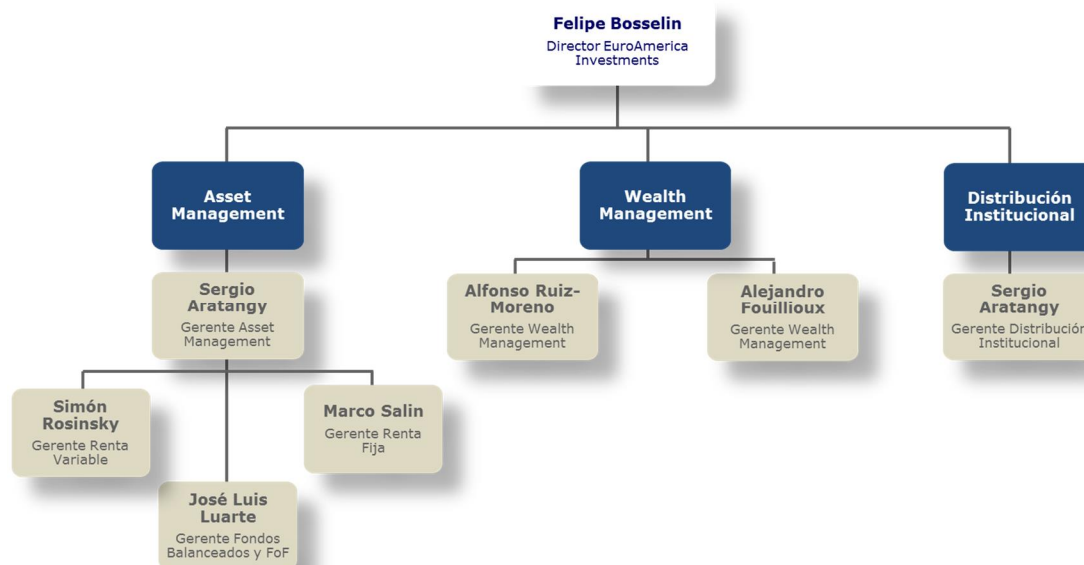 Felipe Bosselin
Director EuroAmerica
Investments
Asset
Management
Wealth
Management
Distribución
Institucional
Sergio
Aratangy
Gerente Asset
Management
Alfonso Ruiz-
Moreno
Gerente Wealth
Management
Alejandro
Fouillioux
Gerente Wealth
Management
Sergio
Aratangy
Gerente Distribución
Institucional
Simón
Rosinsky
Gerente Renta
Variable
Marco Salin
Gerente Renta
Fija
José Luis
Luarte
Gerente Fondos
Balanceados y FoF